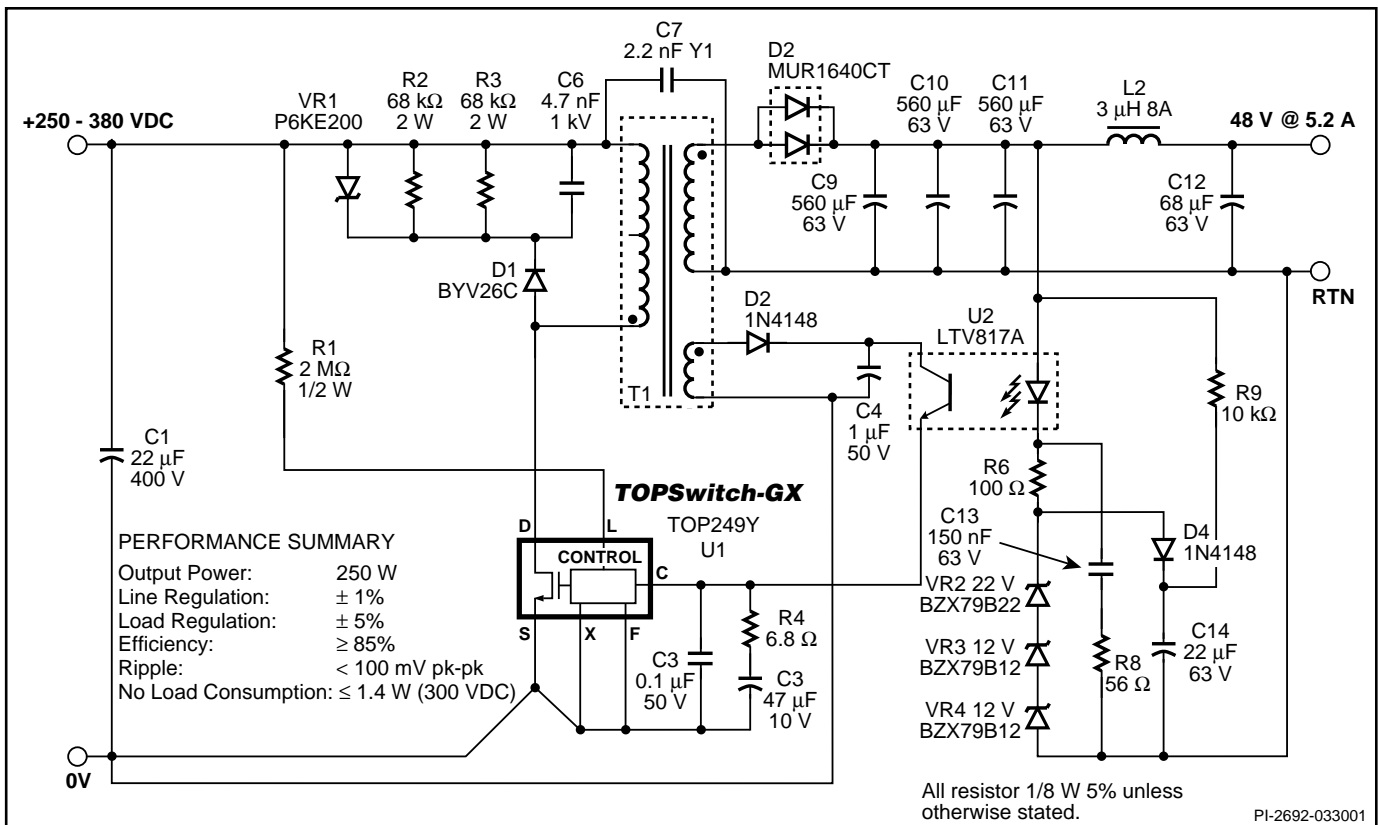 C7
2.2 nF Y1
D2
MUR1640CT
R2
68 kΩ
2 W
R3
68 kΩ
2 W
C6
4.7 nF
1 kV
VR1
P6KE200
C10
560 µF
63 V
C11
560 µF
63 V
L2
3 µH 8A
+250 - 380 VDC
48 V @ 5.2 A
C9
560 µF
63 V
C12
68 µF
63 V
D1
BYV26C
RTN
D2
1N4148
U2
LTV817A
R1
2 MΩ
1/2 W
T1
C4
1 µF
50 V
R9
10 kΩ
C1
22 µF
400 V
R6
100 Ω
TOPSwitch-GX
TOP249Y
U1
D
L
CONTROL
C
S
X
F
C13
150 nF
63 V
D4
1N4148
PERFORMANCE SUMMARY
Output Power: 250 W
Line Regulation: ± 1%
Load Regulation: ± 5%
Efficiency: ≥ 85%
Ripple: < 100 mV pk-pk
No Load Consumption: ≤ 1.4 W (300 VDC)
VR2 22 V
BZX79B22
R4
6.8 Ω
C3
0.1 µF
50 V
C3
47 µF
10 V
VR3 12 V
BZX79B12
R8
56 Ω
C14
22 µF
63 V
VR4 12 V
BZX79B12
0V
All resistor 1/8 W 5% unless
otherwise stated.
PI-2692-033001